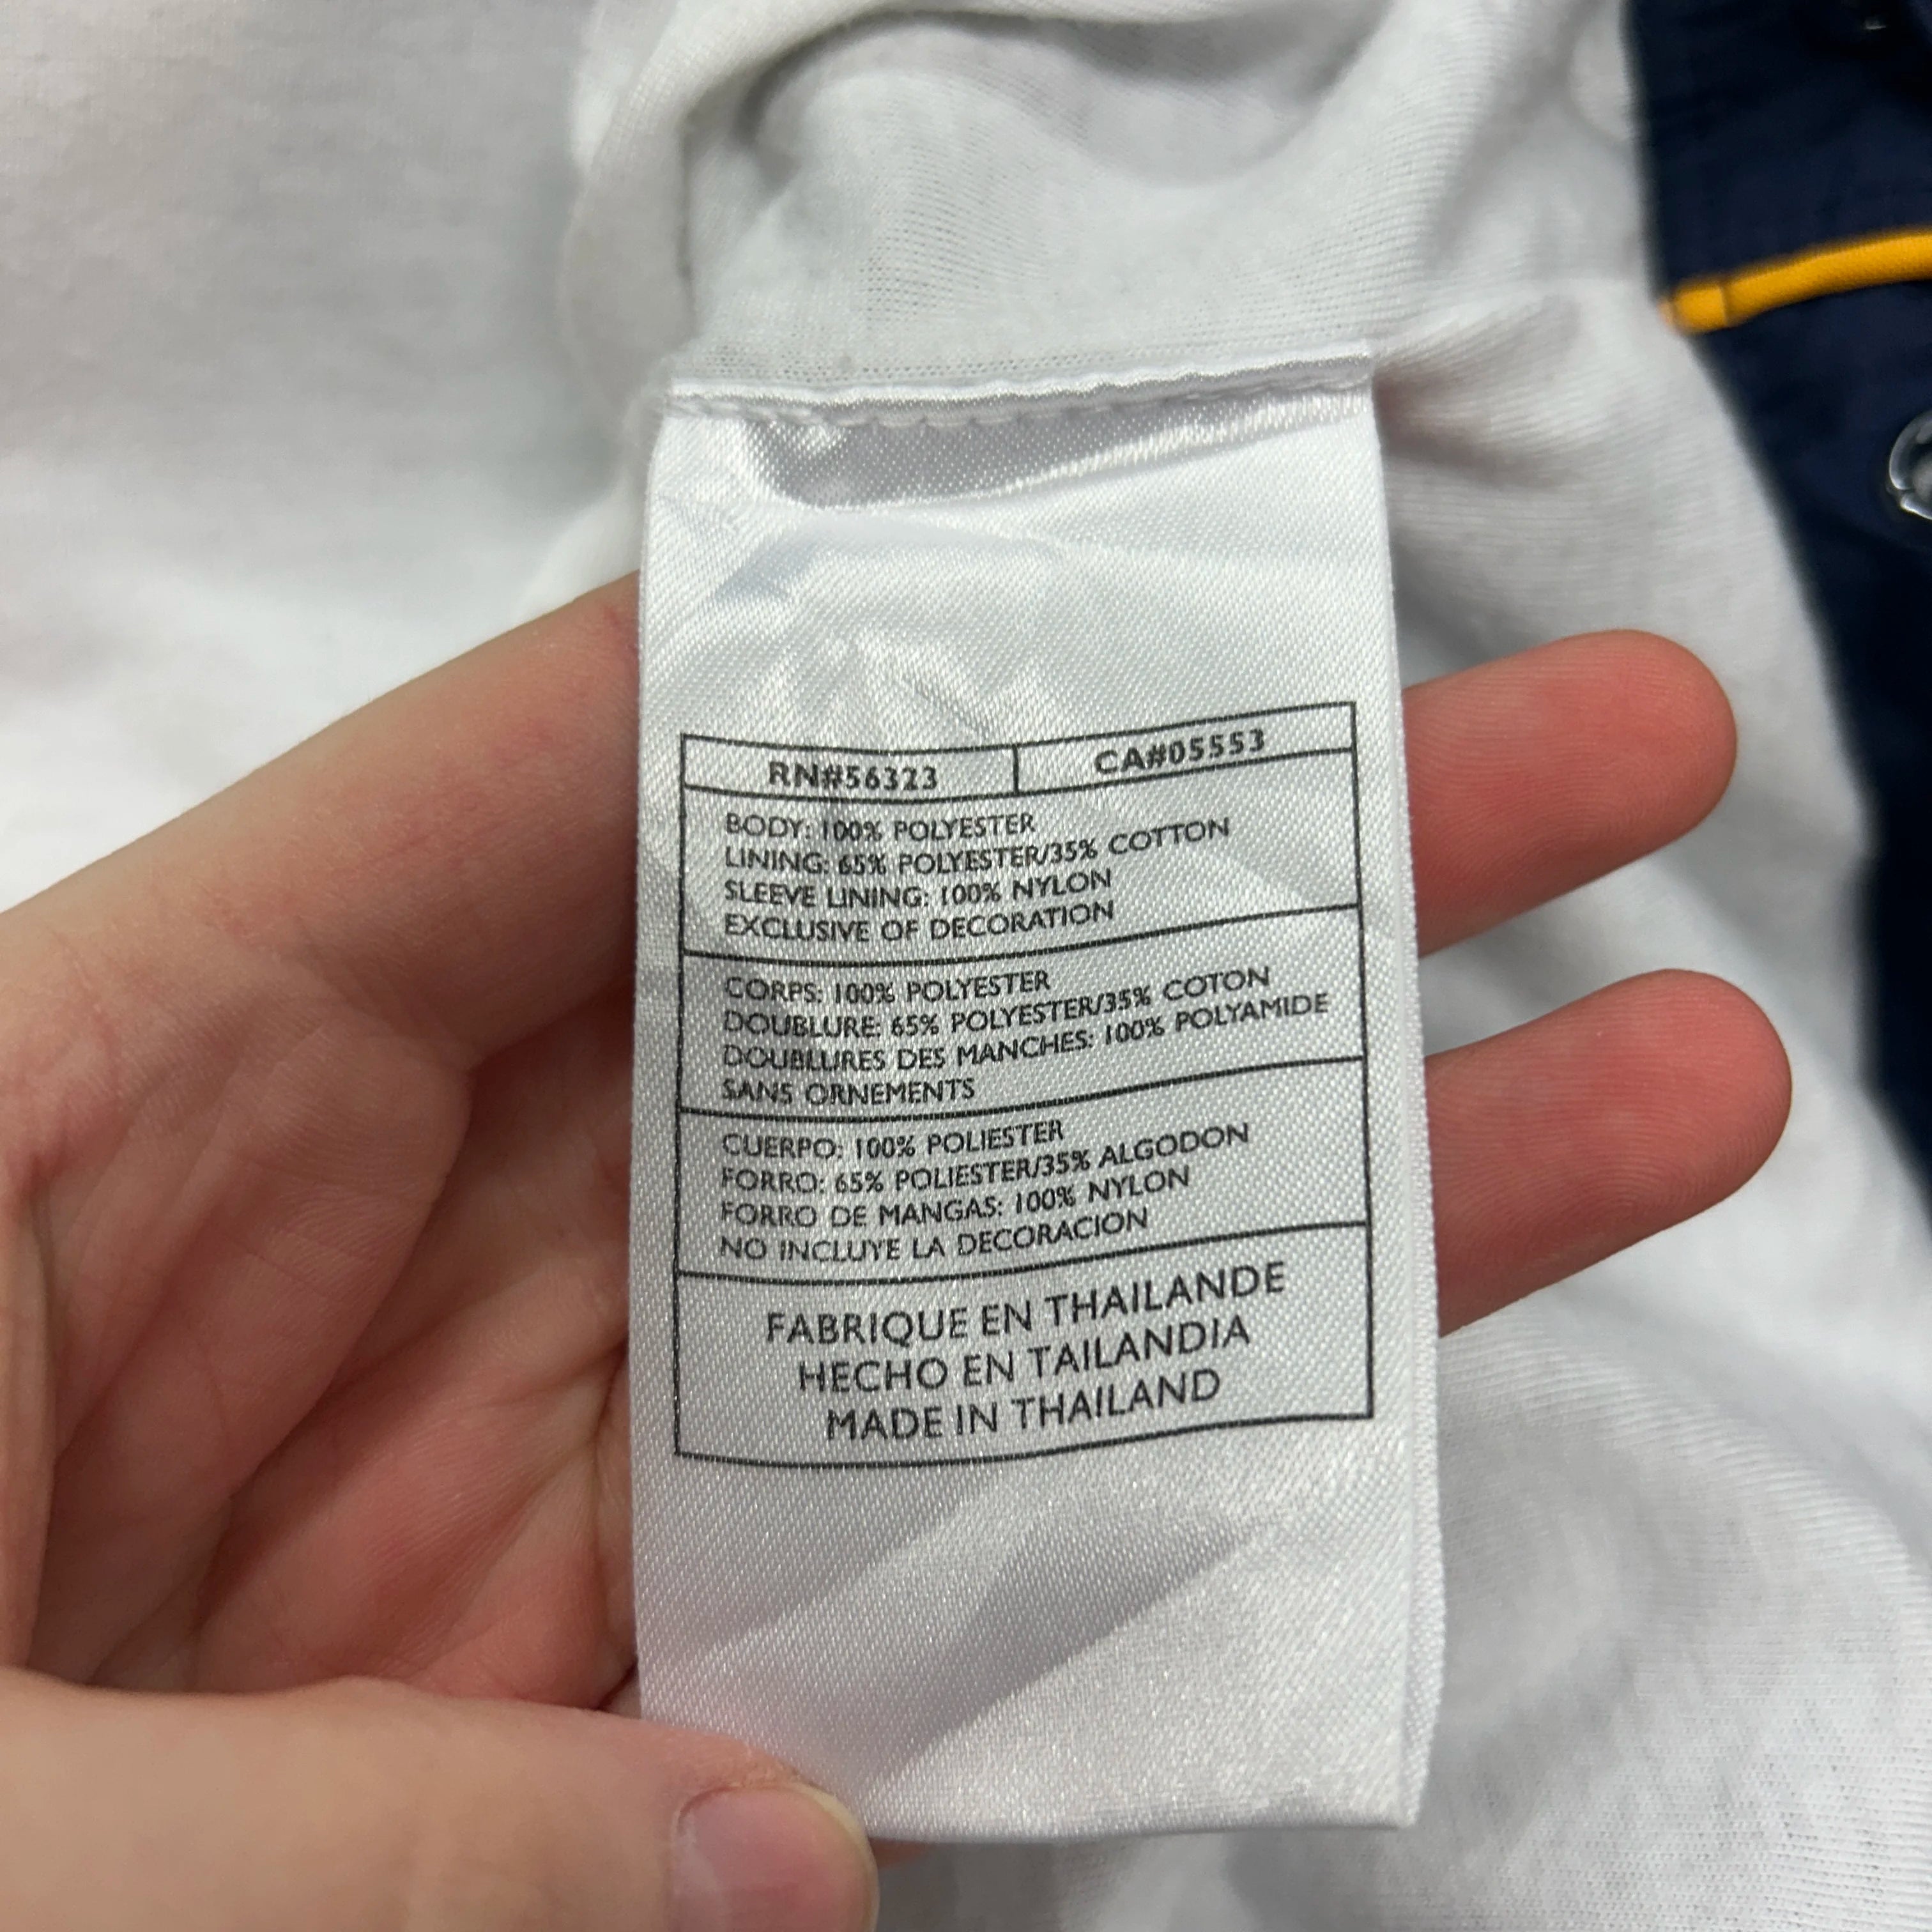 RN#56323 CA#05553
BODY: 100% POLYESTER
LINING: 65% POLYESTER/35% COTTON
SLEEVE LINING: 100% NYLON
EXCLUSIVE OF DECORATION
CORPS: 100% POLYESTER
DOUBLURE: 65% POLYESTER/35% COTON
DOUBLURES DES MANCHES: 100% POLYAMIDE
SANS ORNEMENTS
CUERPO: 100% POLIESTER
FORRO: 65% POLIESTER/35% ALGODON
FORRO DE MANGAS: 100% NYLON
NO INCLUYE LA DECORACION
FABRIQUE EN THAILANDE
HECHO EN TAILANDIA
MADE IN THAILAND